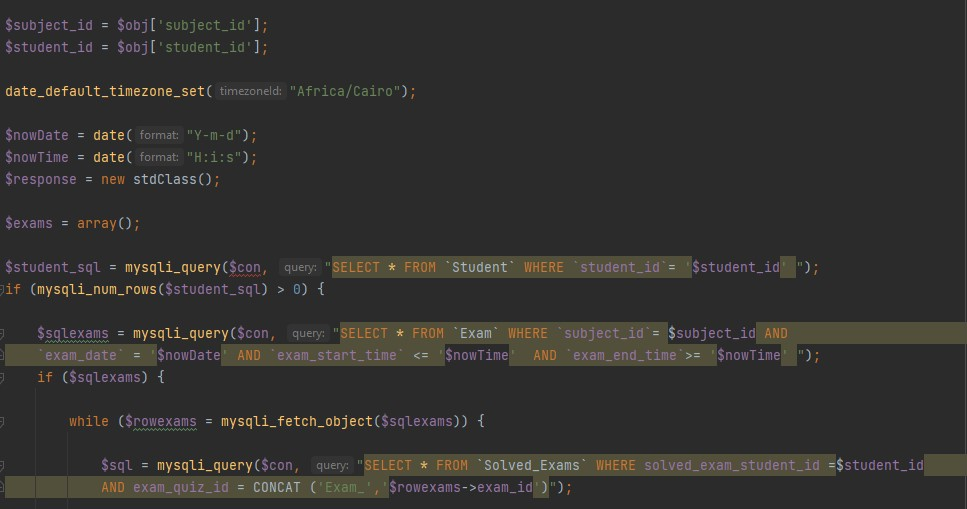 $subject_id = $obj['subject_id'];
$student_id = $obj['student_id'];
date_default_timezone_set( timezoneId: "Africa/Cairo");
$nowDate = date( format: "Y-m-d");
$nowTime = date( format: "H:i:s");
$response = new stdClass();
$exams = array();
$student_sql = mysqli_query($con, query: "SELECT * FROM `Student` WHERE `student_id`= '$student_id' ");
if (mysqli_num_rows($student_sql) > 0) {
$sqlexams = mysqli_query($con, query: "SELECT * FROM `Exam` WHERE `subject_id`= $subject_id AND
`exam_date` = '$nowDate' AND `exam_start_time` <= '$nowTime'  AND `exam_end_time`>= '$nowTime' ");
if ($sqlexams) {
while ($rowexams = mysqli_fetch_object($sqlexams)) {
$sql = mysqli_query($con, query: "SELECT * FROM `Solved_Exams` WHERE solved_exam_student_id =$student_id
AND exam_quiz_id = CONCAT ('Exam_','$rowexams->exam_id')");